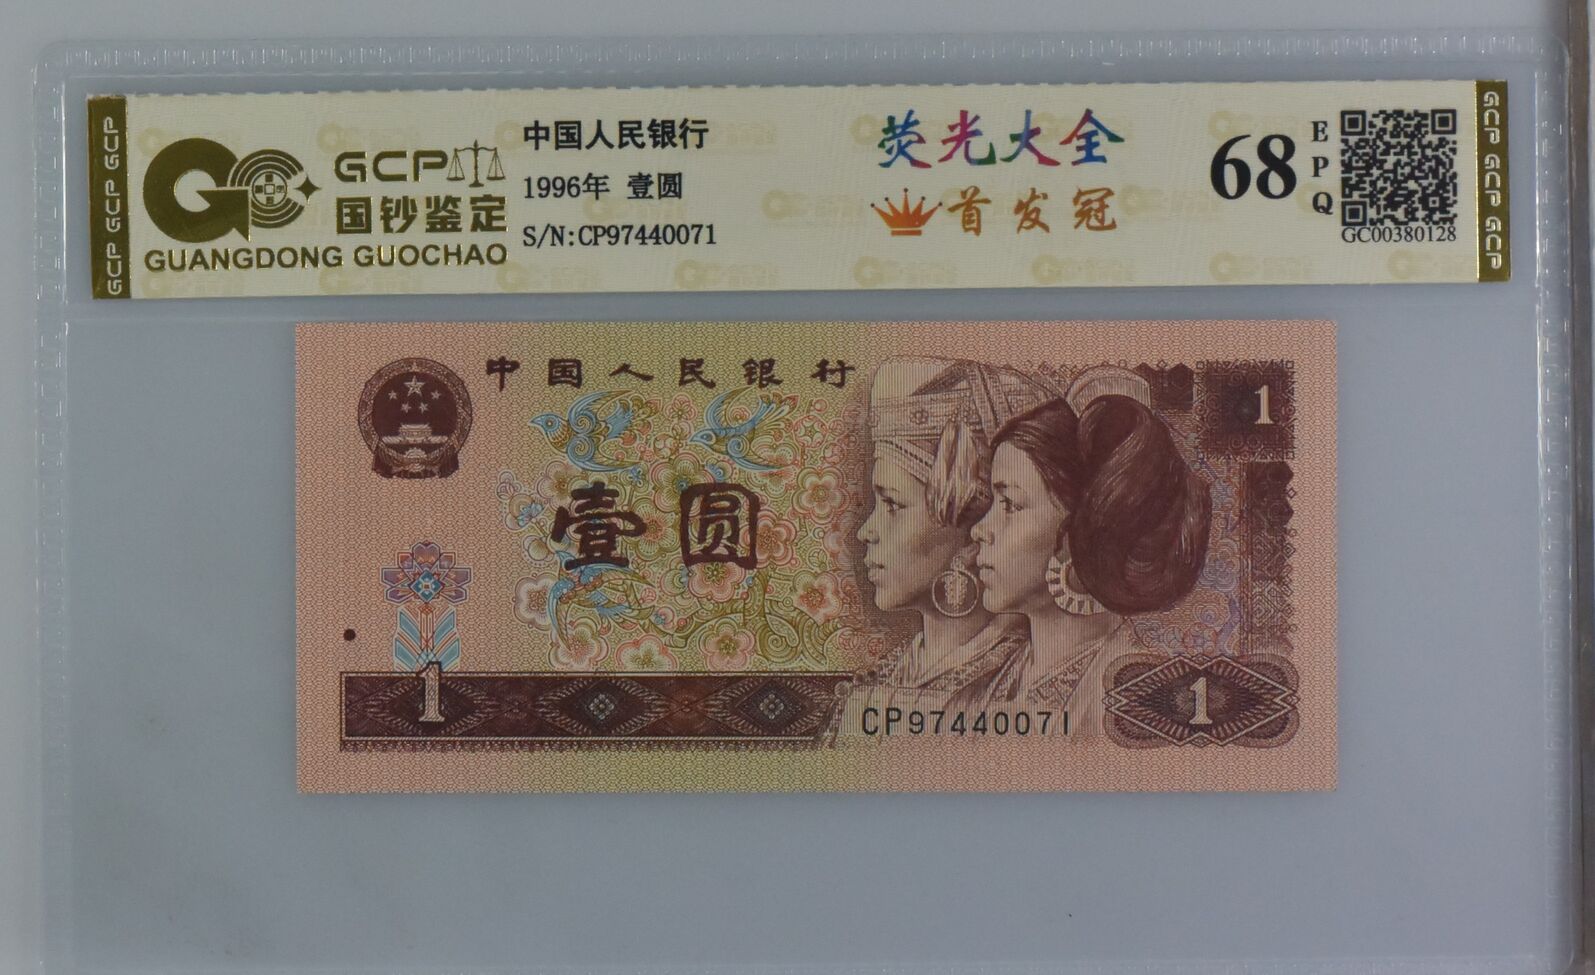 GCP GCP GCP
GCP
国钞鉴定
GUANGDONG GUOCHAO
中国人民银行
1996年 壹圆
S/N:CP97440071
荧光大全
首发冠
68
EPQ
GC00380128
GCP GCP GCP
中国人民银行
1
壹圆
1
CP97440071
1